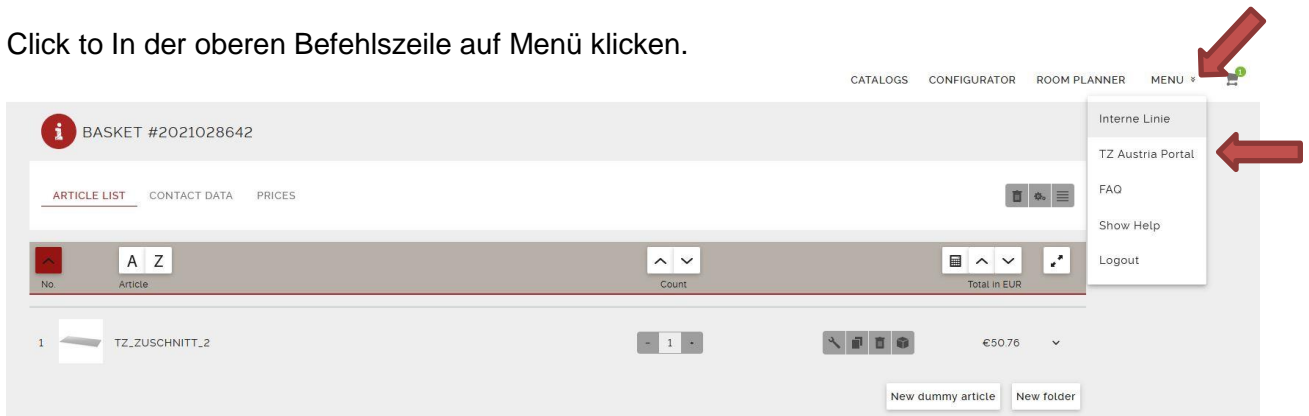 Click to In der oberen Befehlszeile auf Menü klicken.
CATALOGS CONFIGURATOR ROOM PLANNER MENU 1
BASKET #2021028642
Interne Linie
TZ Austria Portal
FAQ
Show Help
Logout
ARTICLE LIST CONTACT DATA PRICES
A Z
No. Article Count Total in EUR
1 TZ_ZUSCHNITT_2 - 1 + €50.76
New dummy article New folder